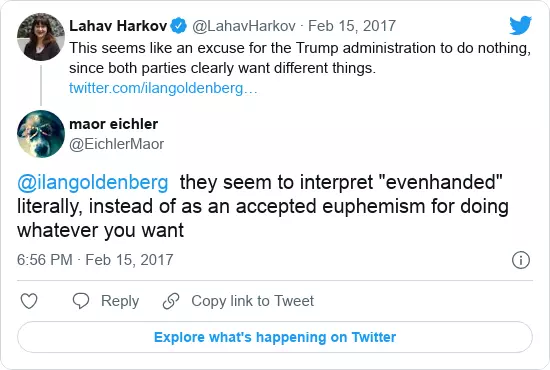 Lahav Harkov @LahavHarkov · Feb 15, 2017
This seems like an excuse for the Trump administration to do nothing,
since both parties clearly want different things.
twitter.com/ilangoldenberg…
maor eichler
@EichlerMaor
@ilangoldenberg they seem to interpret "evenhanded"
literally, instead of as an accepted euphemism for doing
whatever you want
6:56 PM · Feb 15, 2017
Reply
Copy link to Tweet
Explore what's happening on Twitter